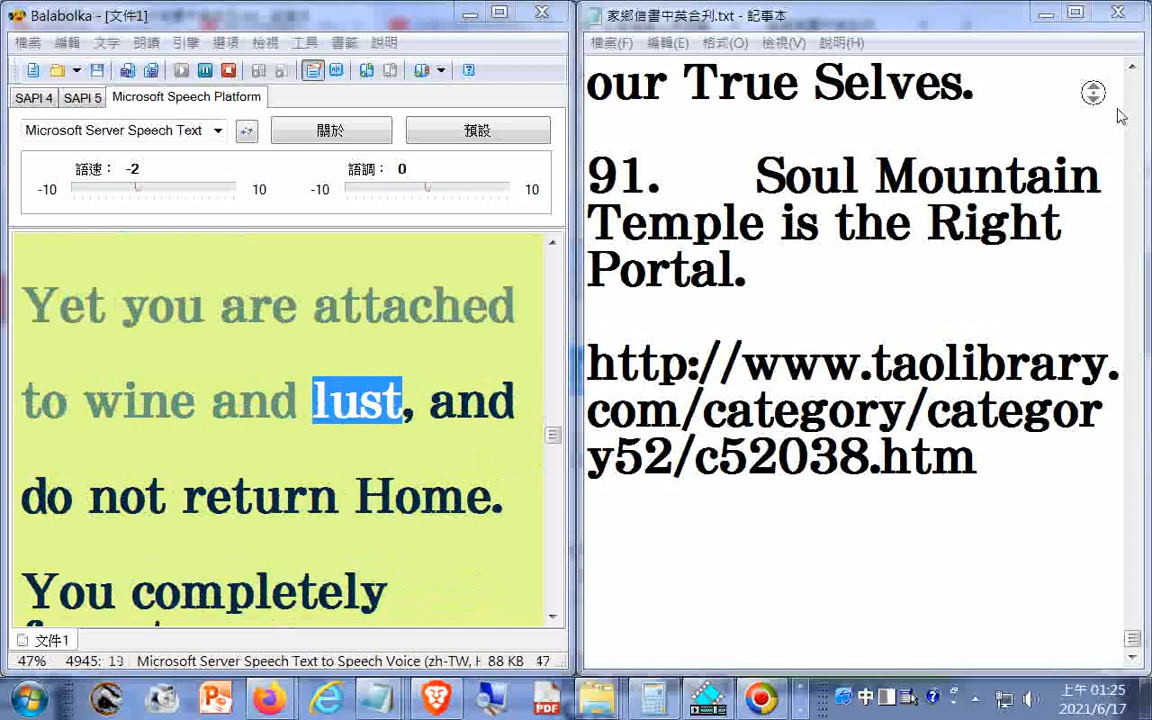 Balabolka - [文件1]
檔案 編輯 文字 朗讀 引擎 選項 檢視 工具 書籤 說明
SAPI 4 SAPI 5 Microsoft Speech Platform
Microsoft Server Speech Text 關於 預設
語速： -2 語調： 0
-10 10 -10 10
Yet you are attached
to wine and lust, and
do not return Home.
You completely
文件1
47% 4945: 13 Microsoft Server Speech Text to Speech Voice (zh-TW, H 88 KB 47
家鄉信書中英合刋.txt - 記事本
檔案(F) 編輯(E) 格式(O) 檢視(V) 說明(H)
our True Selves.
91. Soul Mountain
Temple is the Right
Portal.
http://www.taolibrary.
com/category/categor
y52/c52038.htm
中
PDF
上午 01:25
2021/6/17